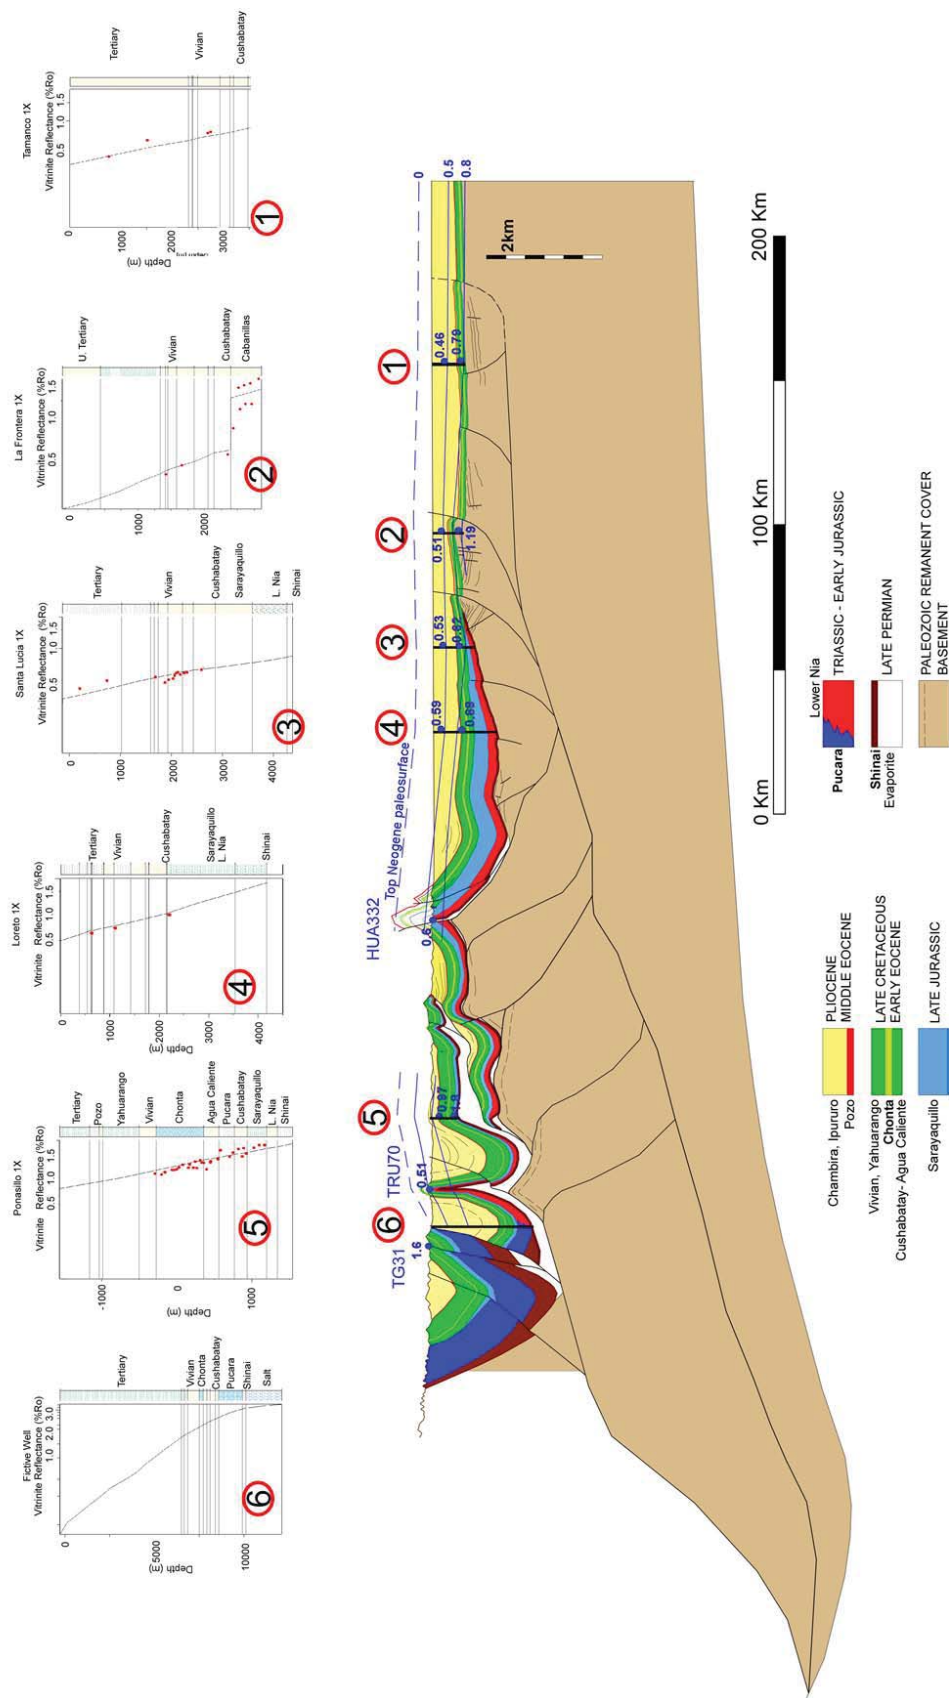 Fictive Well
Vitrinite Reflectance (%Ro)
1.0
2.0
3.0
0
5000
10000
Depth (m)
Tertiary
Vivian
Chonta
Cushabatay
Pucara
Shinai
Salt
6
Ponasillo 1X
Vitrinite Reflectance (%Ro)
0.5
1.0
1.5
-1000
0
1000
Depth (m)
Tertiary
Pozo
Yahuarango
Vivian
Chonta
Agua Caliente
Pucara
Cushabatay
Sarayaquillo
L. Nia
Shinai
5
Loreto 1X
Vitrinite Reflectance (%Ro)
0.5
1.0
1.5
0
1000
2000
3000
4000
Depth (m)
Tertiary
Vivian
Cushabatay
Sarayaquillo
L. Nia
Shinai
4
Santa Lucia 1X
Vitrinite Reflectance (%Ro)
0.5
1.0
0
1000
2000
3000
4000
Depth (m)
Tertiary
Vivian
Cushabatay
Sarayaquillo
L. Nia
Shinai
3
La Frontera 1X
Vitrinite Reflectance (%Ro)
0.5
1.0
1.5
0
1000
2000
Depth (m)
U. Tertiary
Vivian
Cushabatay
Cabanillas
2
Tamanco 1X
Vitrinite Reflectance (%Ro)
0.5
1.0
1.5
0
1000
2000
3000
Depth (m)
Tertiary
Vivian
Cushabatay
1
TG31
1.6
6
TRU70
0.51
5
0.97
1.8
HUA332
0.6
Top Neogene paleosurface
4
0.59
0.89
3
0.53
0.82
2
0.51
1.19
1
0.46
0.79
0
0.5
0.8
2km
0 Km
100 Km
200 Km
Chambira, Ipururo
Pozo
PLIOCENE
MIDDLE EOCENE
Vivian, Yahuarango
Chonta
Cushabatay- Agua Caliente
LATE CRETACEOUS
EARLY EOCENE
Sarayaquillo
LATE JURASSIC
Lower Nia
Pucara
TRIASSIC - EARLY JURASSIC
Shinai
Evaporite
LATE PERMIAN
PALEOZOIC REMANENT COVER
BASEMENT